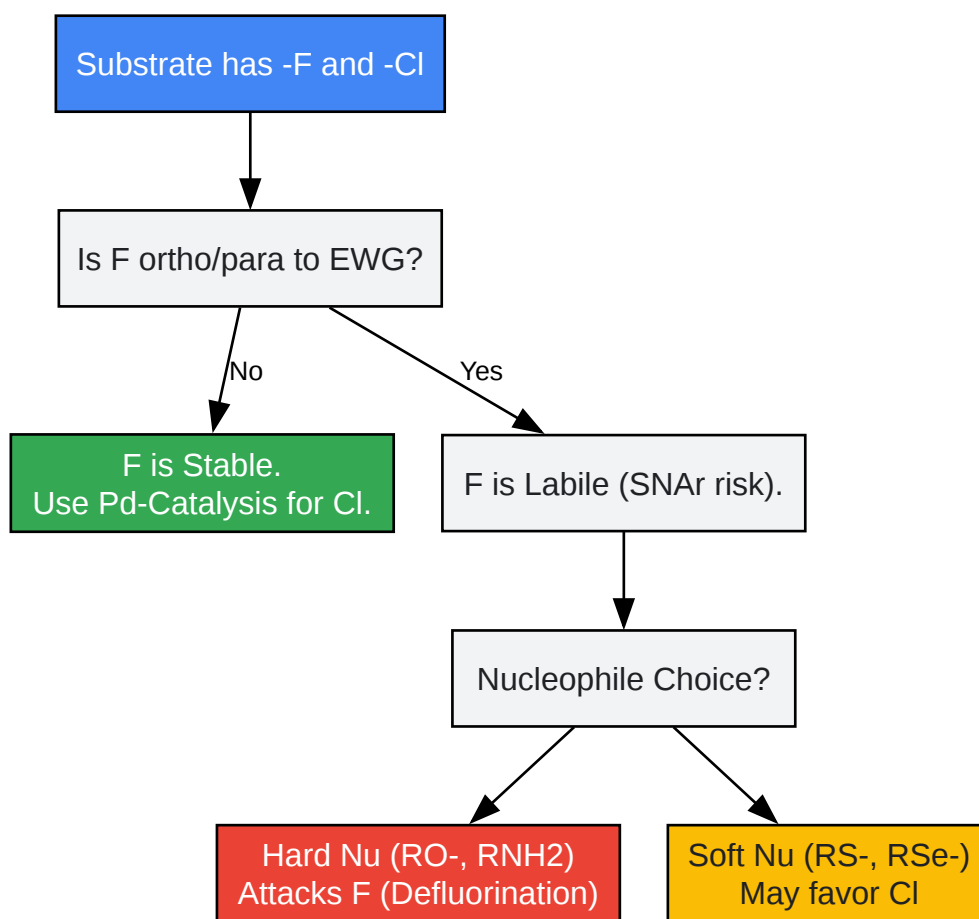 Substrate has -F and -Cl
Is F ortho/para to EWG?
No
Yes
F is Stable.
Use Pd-Catalysis for Cl.
F is Labile (SNAr risk).
Nucleophile Choice?
Hard Nu (RO-, RNH2)
Attacks F (Defluorination)
Soft Nu (RS-, RSe-)
May favor Cl